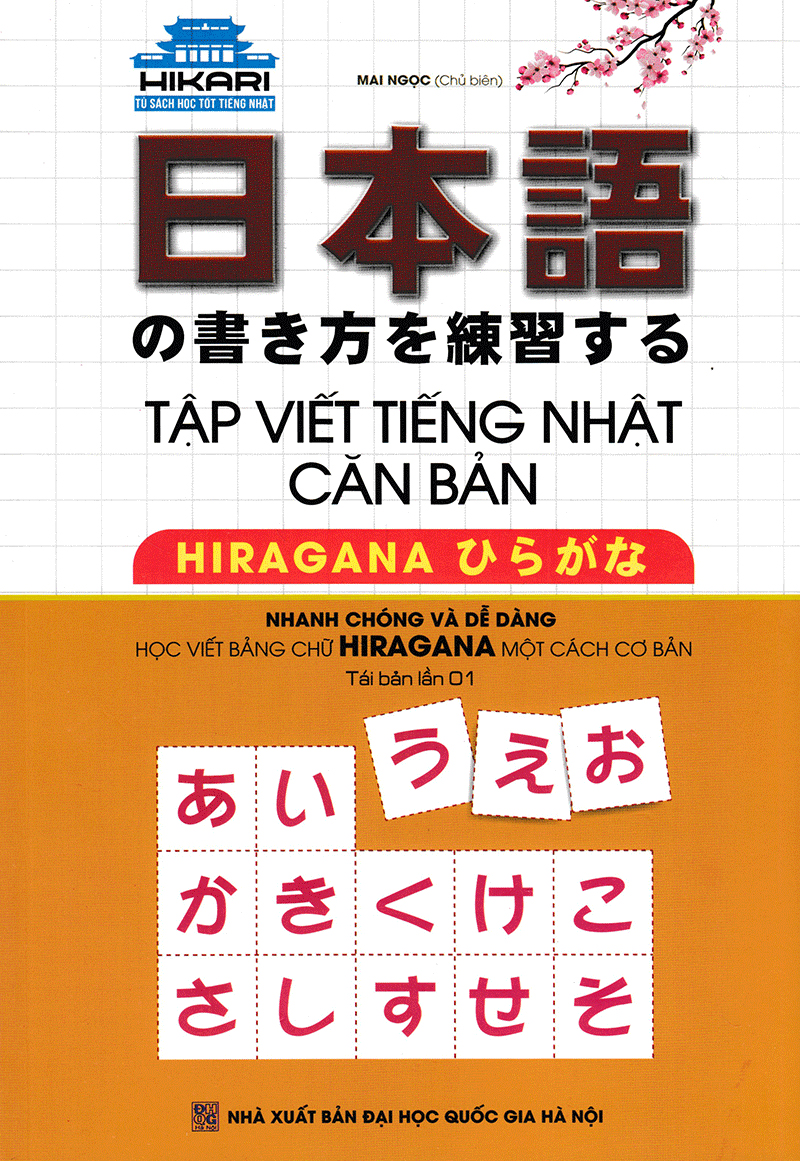 HIKARI
TỦ SÁCH HỌC TỐT TIẾNG NHẬT
MAI NGỌC (Chủ biên)
日本語
の書き方を練習する
TẬP VIẾT TIẾNG NHẬT
CĂN BẢN
HIRAGANA ひらがな
NHANH CHÓNG VÀ DỄ DÀNG
HỌC VIẾT BẢNG CHỮ HIRAGANA MỘT CÁCH CƠ BẢN
Tái bản lần 01
あ い う え お
か き く け こ
さ し す せ そ
ĐHQG
Hà Nội
NHÀ XUẤT BẢN ĐẠI HỌC QUỐC GIA HÀ NỘI